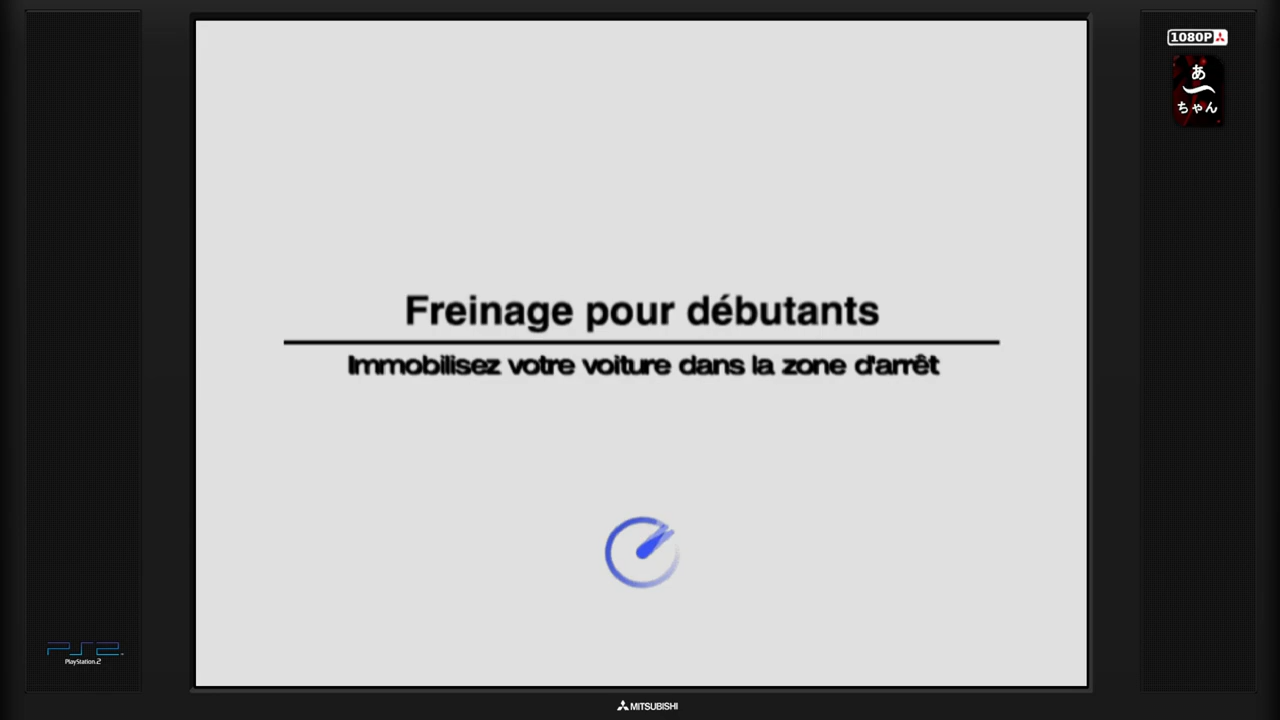 1080P
あ
ー
ちゃん
Freinage pour débutants
Immobilisez votre voiture dans la zone d'arrêt
PS2
PlayStation.2
MITSUBISHI